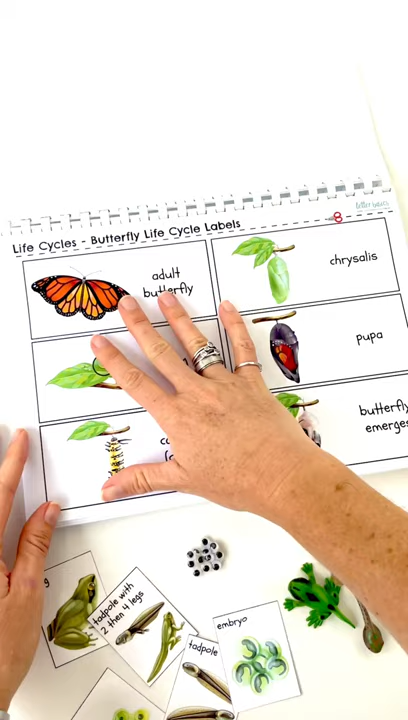 8
Life Cycles - Butterfly Life Cycle Labels
adult
butterfly
chrysalis
pupa
butterfly
emerges
tadpole with
2 then 4 legs
tadpole
embryo